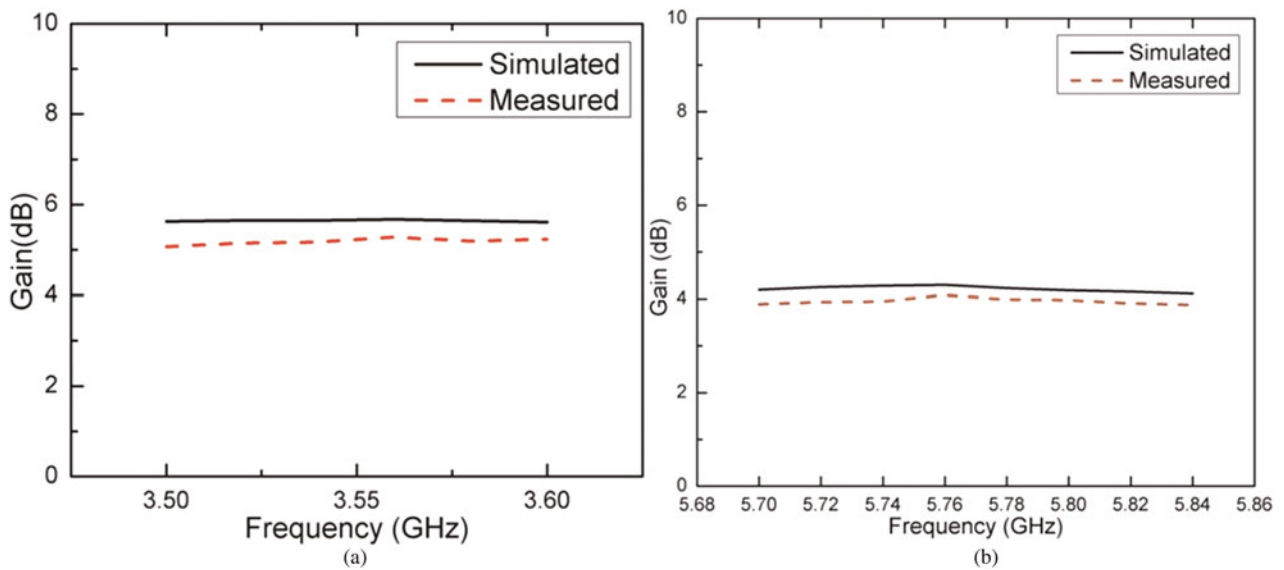 10
8
6
4
2
0
Gain(dB)
Simulated
Measured
3.50 3.55 3.60
Frequency (GHz)
(a)
10
8
6
4
2
0
Gain (dB)
Simulated
Measured
5.68 5.70 5.72 5.74 5.76 5.78 5.80 5.82 5.84 5.86
Frequency (GHz)
(b)